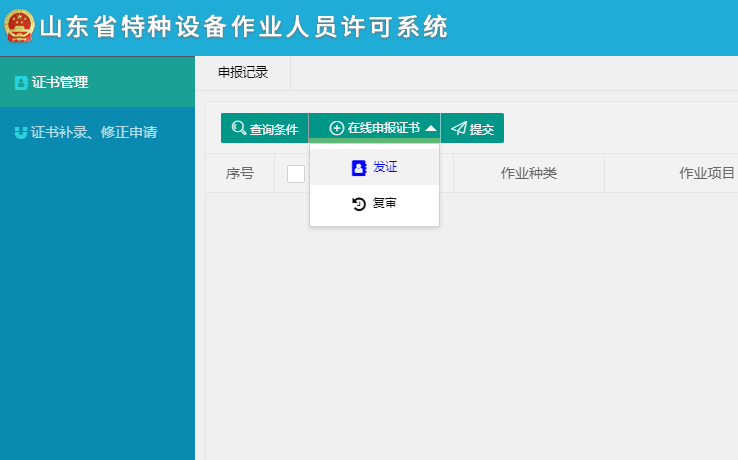 山东省特种设备作业人员许可系统
证书管理
申报记录
证书补录、修正申请
查询条件 在线申报证书 提交
发证
复审
序号 作业种类 作业项目